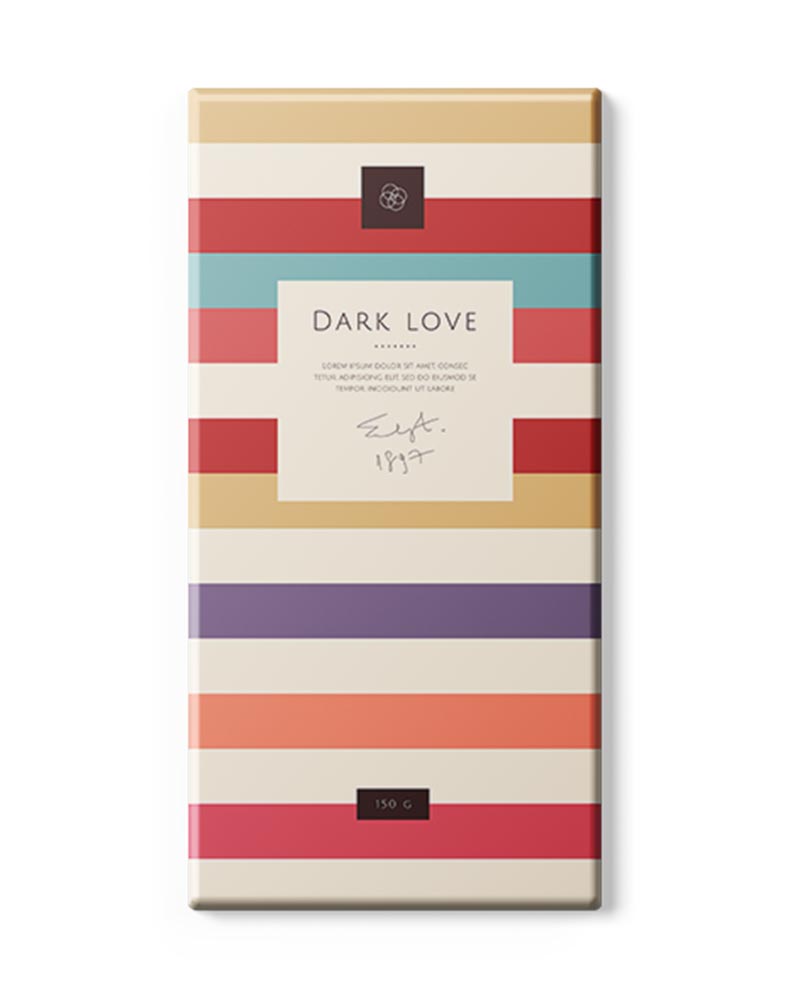 DARK LOVE
LOREM IPSUM DOLOR SIT AMET, CONSEC
TETUR ADIPISICING ELIT, SED DO EIUSMOD SE
TEMPOR INCIDIDUNT UT LABORE
Est.
1897
150 G